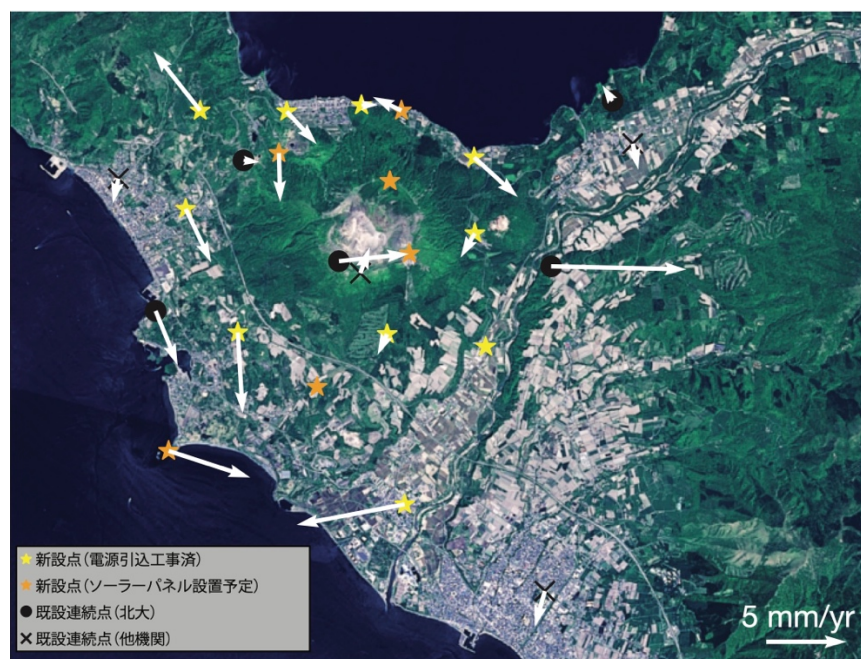 新設点(電源引込工事済)
新設点(ソーラーパネル設置予定)
既設連続点(北大)
既設連続点(他機関)
5 mm/yr